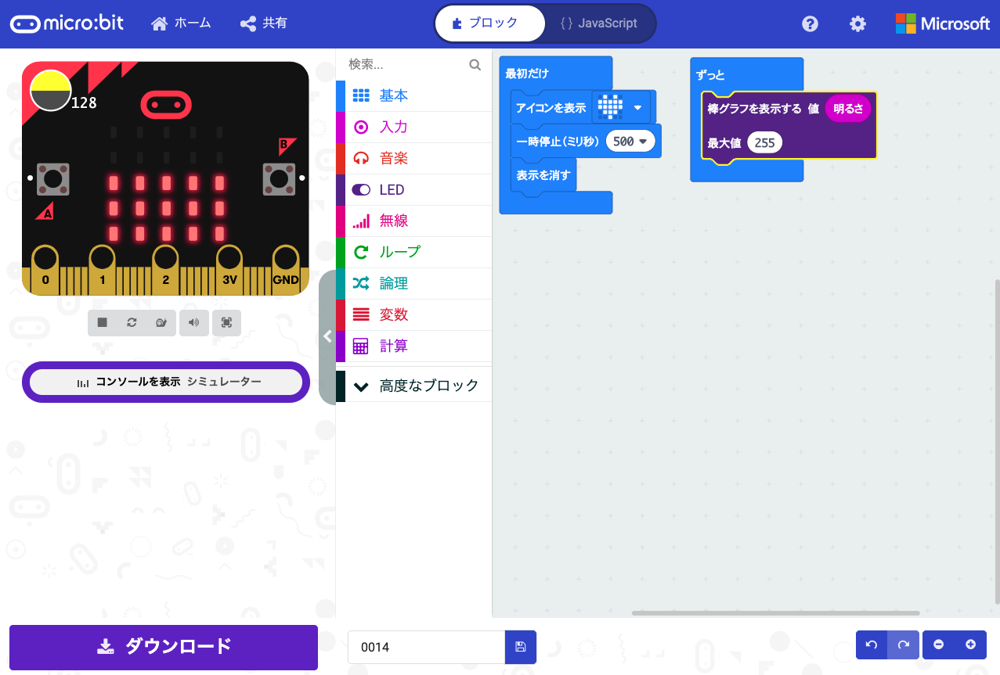 micro:bit ホーム 共有 ブロック {} JavaScript ? Microsoft
128
B
A
0 1 2 3V GND
コンソールを表示 シミュレーター
ダウンロード
検索...
基本
入力
音楽
LED
無線
ループ
論理
変数
計算
高度なブロック
最初だけ
アイコンを表示
一時停止（ミリ秒） 500
表示を消す
ずっと
棒グラフを表示する 値 明るさ
最大値 255
0014